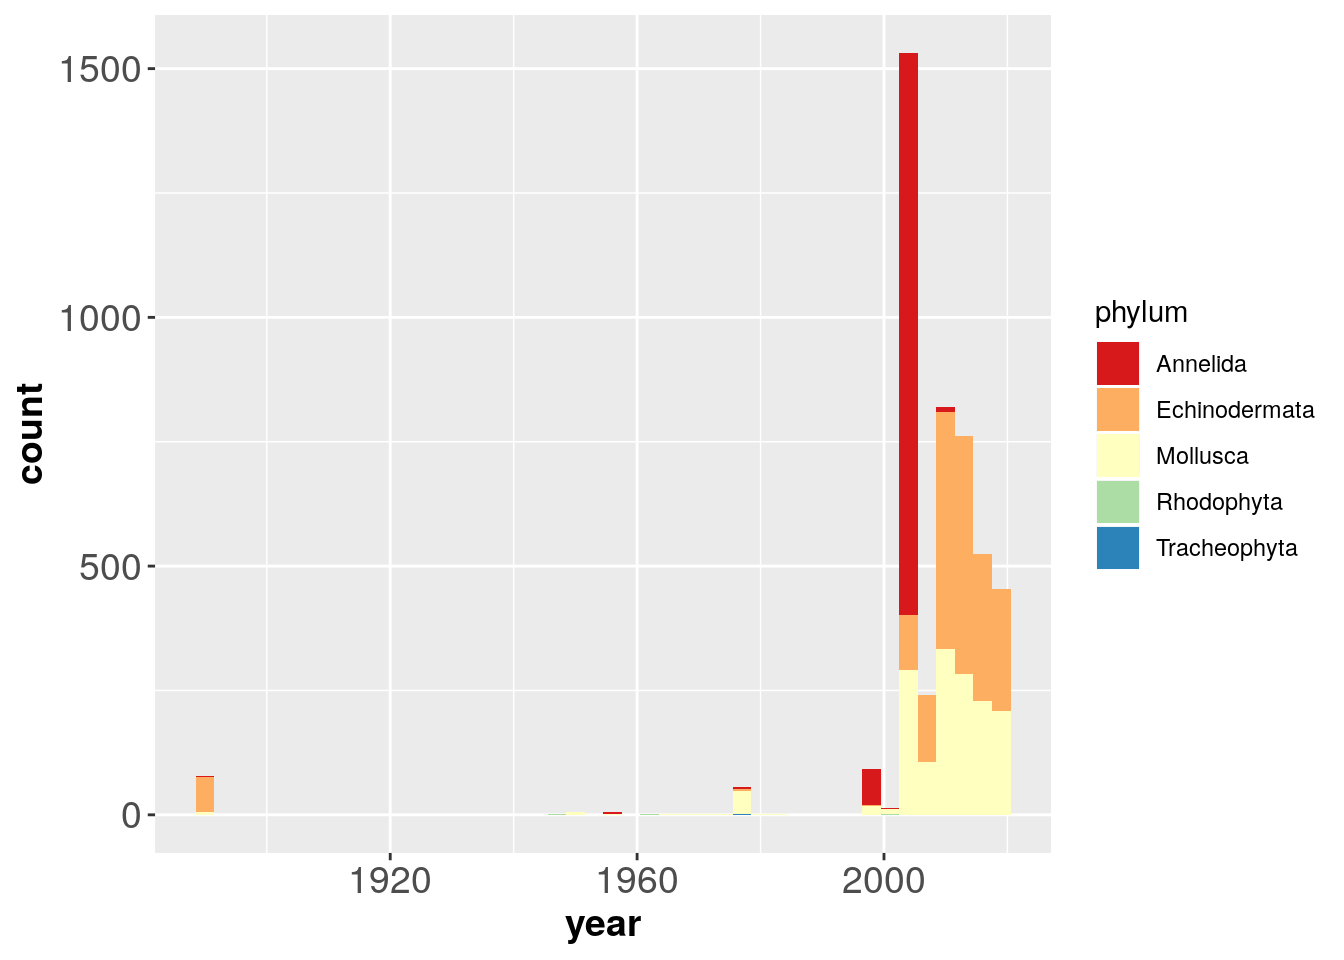 1500
1000
500
0
count
1920 1960 2000
year
phylum
Annelida
Echinodermata
Mollusca
Rhodophyta
Tracheophyta